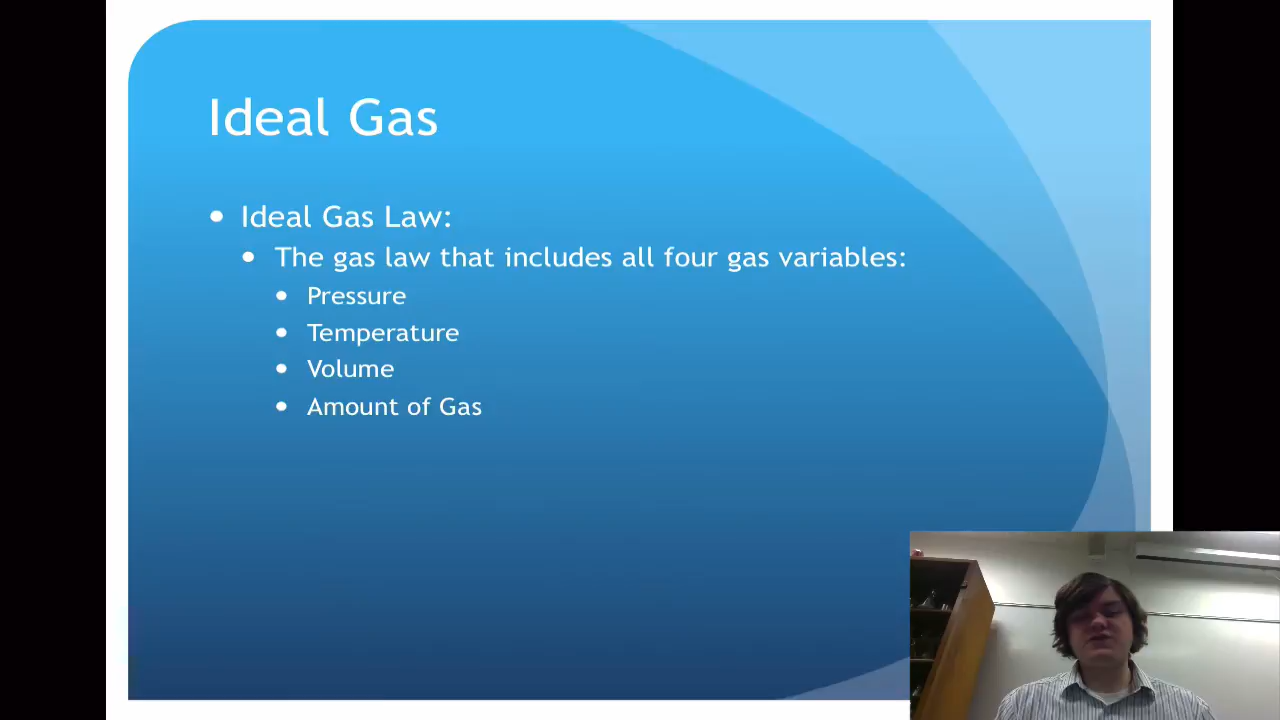 Ideal Gas
Ideal Gas Law:
The gas law that includes all four gas variables:
Pressure
Temperature
Volume
Amount of Gas